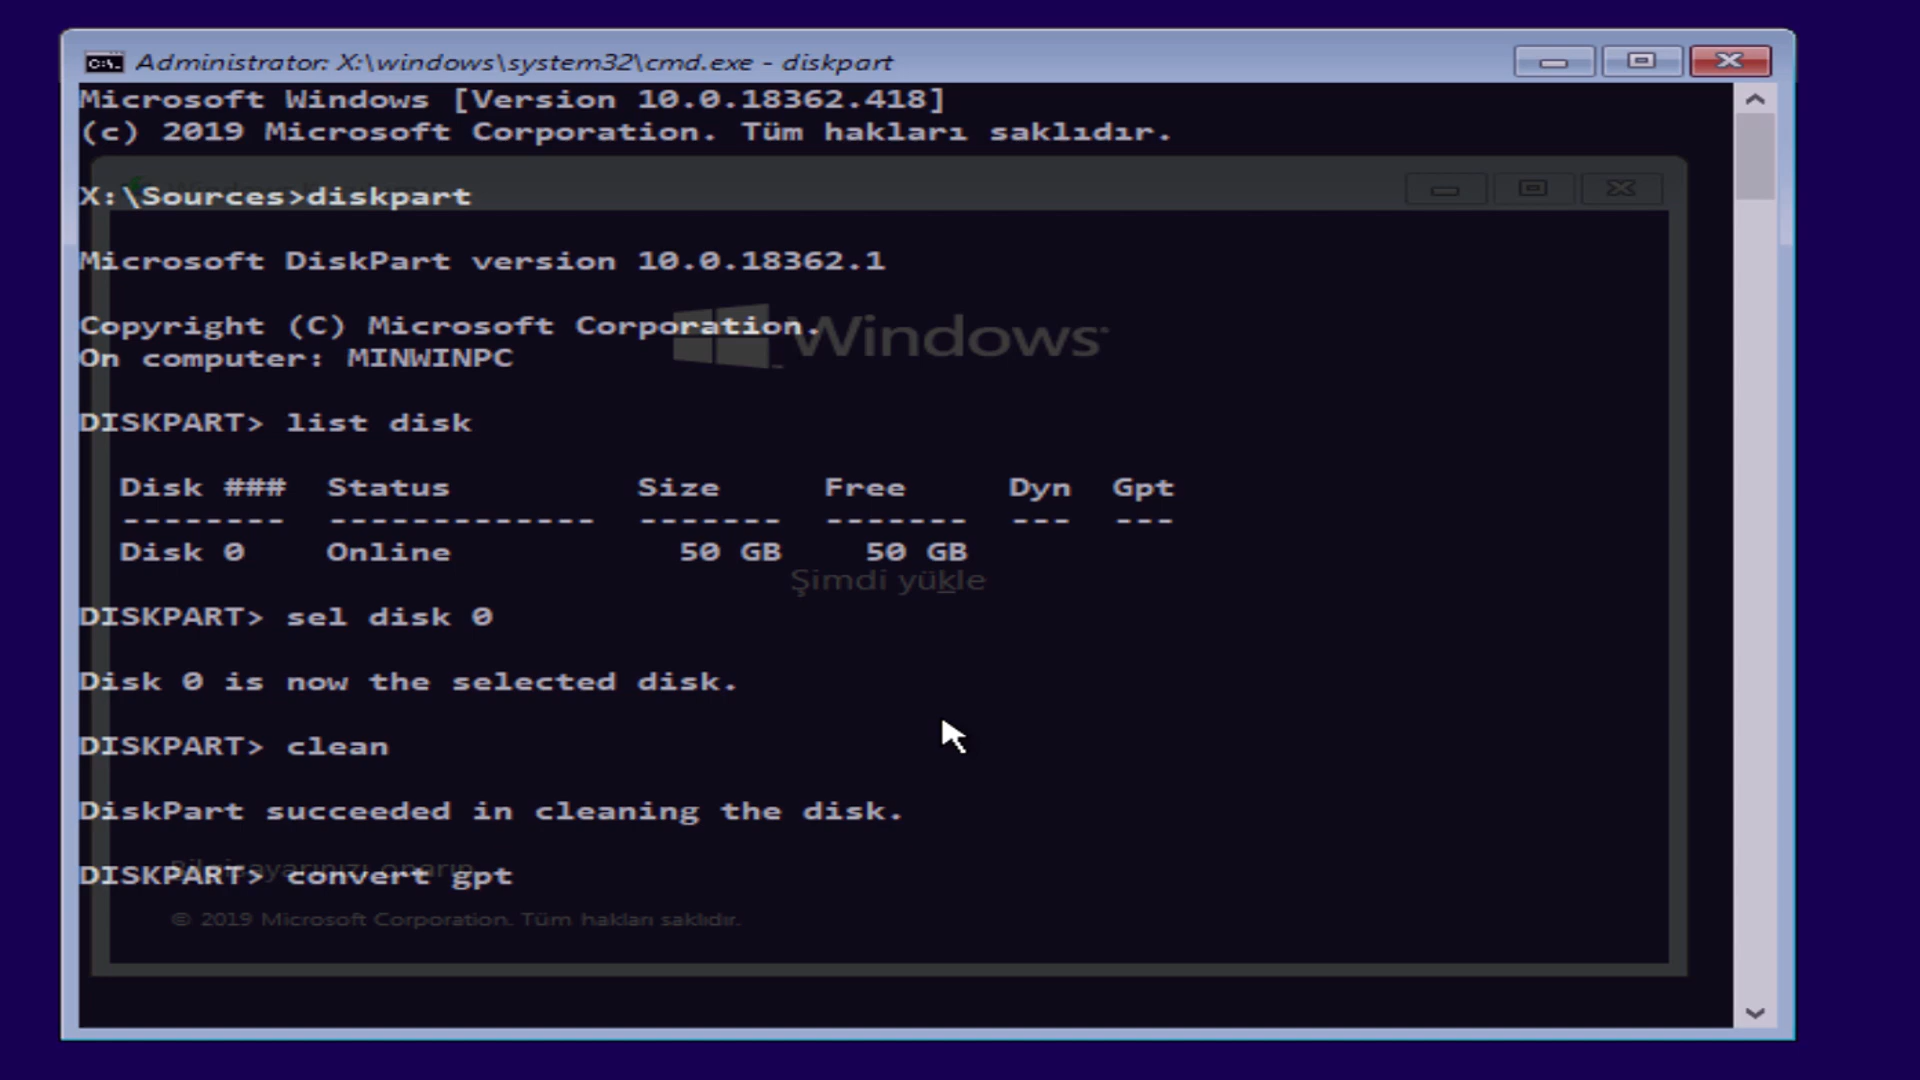 Administrator: X:\windows\system32\cmd.exe - diskpart
Microsoft Windows [Version 10.0.18362.418]
(c) 2019 Microsoft Corporation. Tüm hakları saklıdır.
X:\Sources>diskpart
Microsoft DiskPart version 10.0.18362.1
Copyright (C) Microsoft Corporation.
Windows
On computer: MINWINPC
DISKPART> list disk
Disk ###  Status         Size     Free     Dyn  Gpt
--------  -------------  -------  -------  ---  ---
Disk 0    Online           50 GB    50 GB
Şimdi yükle
DISKPART> sel disk 0
Disk 0 is now the selected disk.
DISKPART> clean
DiskPart succeeded in cleaning the disk.
Bilgisayarınızı onarın
DISKPART> convert gpt
© 2019 Microsoft Corporation. Tüm hakları saklıdır.